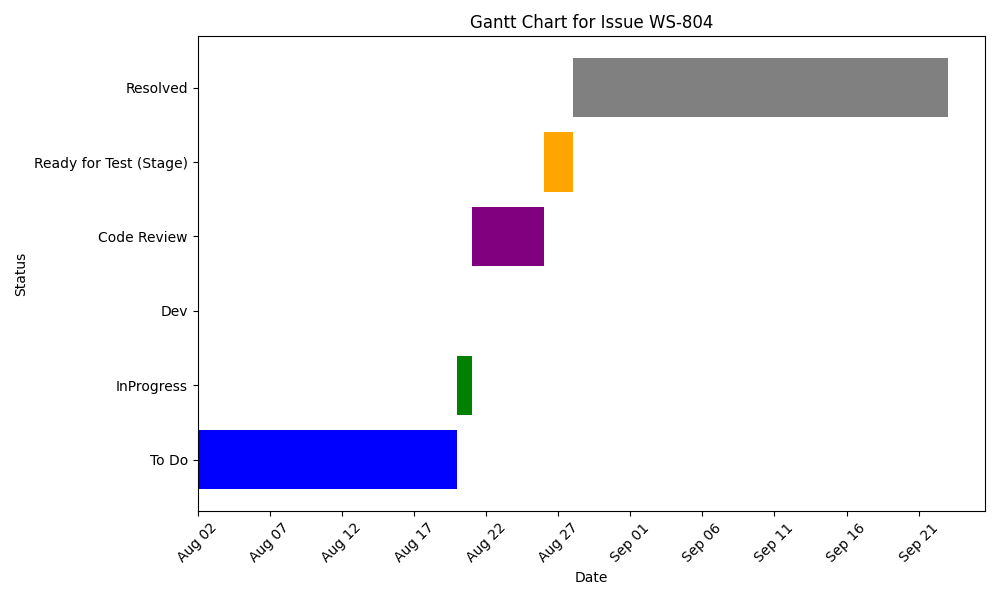 Gantt Chart for Issue WS-804
Status
Resolved
Ready for Test (Stage)
Code Review
Dev
InProgress
To Do
Aug 02
Aug 07
Aug 12
Aug 17
Aug 22
Aug 27
Sep 01
Sep 06
Sep 11
Sep 16
Sep 21
Date